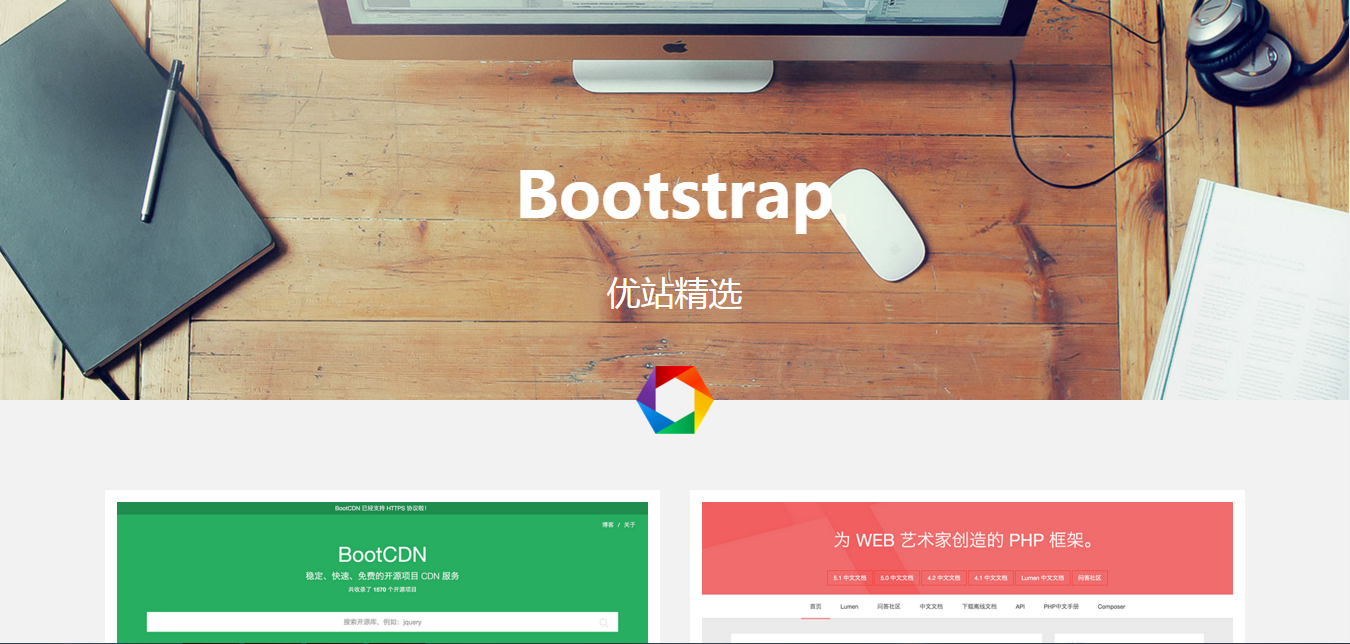 Bootstrap
优站精选
BootCDN 已经支持 HTTPS 协议啦!
博客 / 关于
BootCDN
稳定、快速、免费的开源项目 CDN 服务
共收录了 1670 个开源项目
搜索开源库，例如：jquery
为 WEB 艺术家创造的 PHP 框架。
5.1 中文文档 5.0 中文文档 4.2 中文文档 4.1 中文文档 Lumen 中文文档 问答社区
首页 Lumen 问答社区 中文文档 下载离线文档 API PHP中文手册 Composer